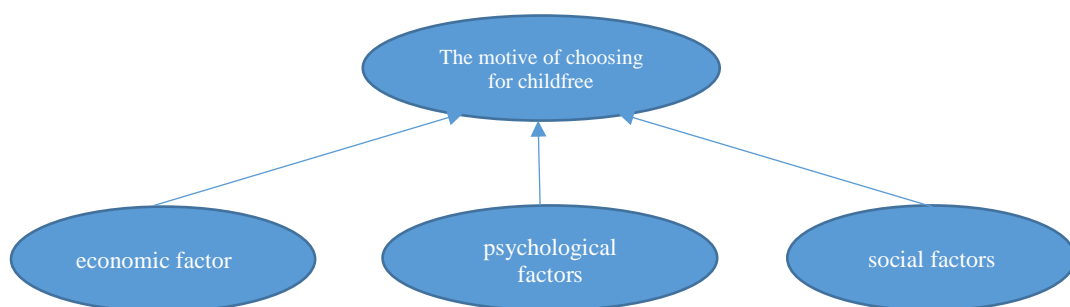 The motive of choosing
for childfree
economic factor
psychological
factors
social factors